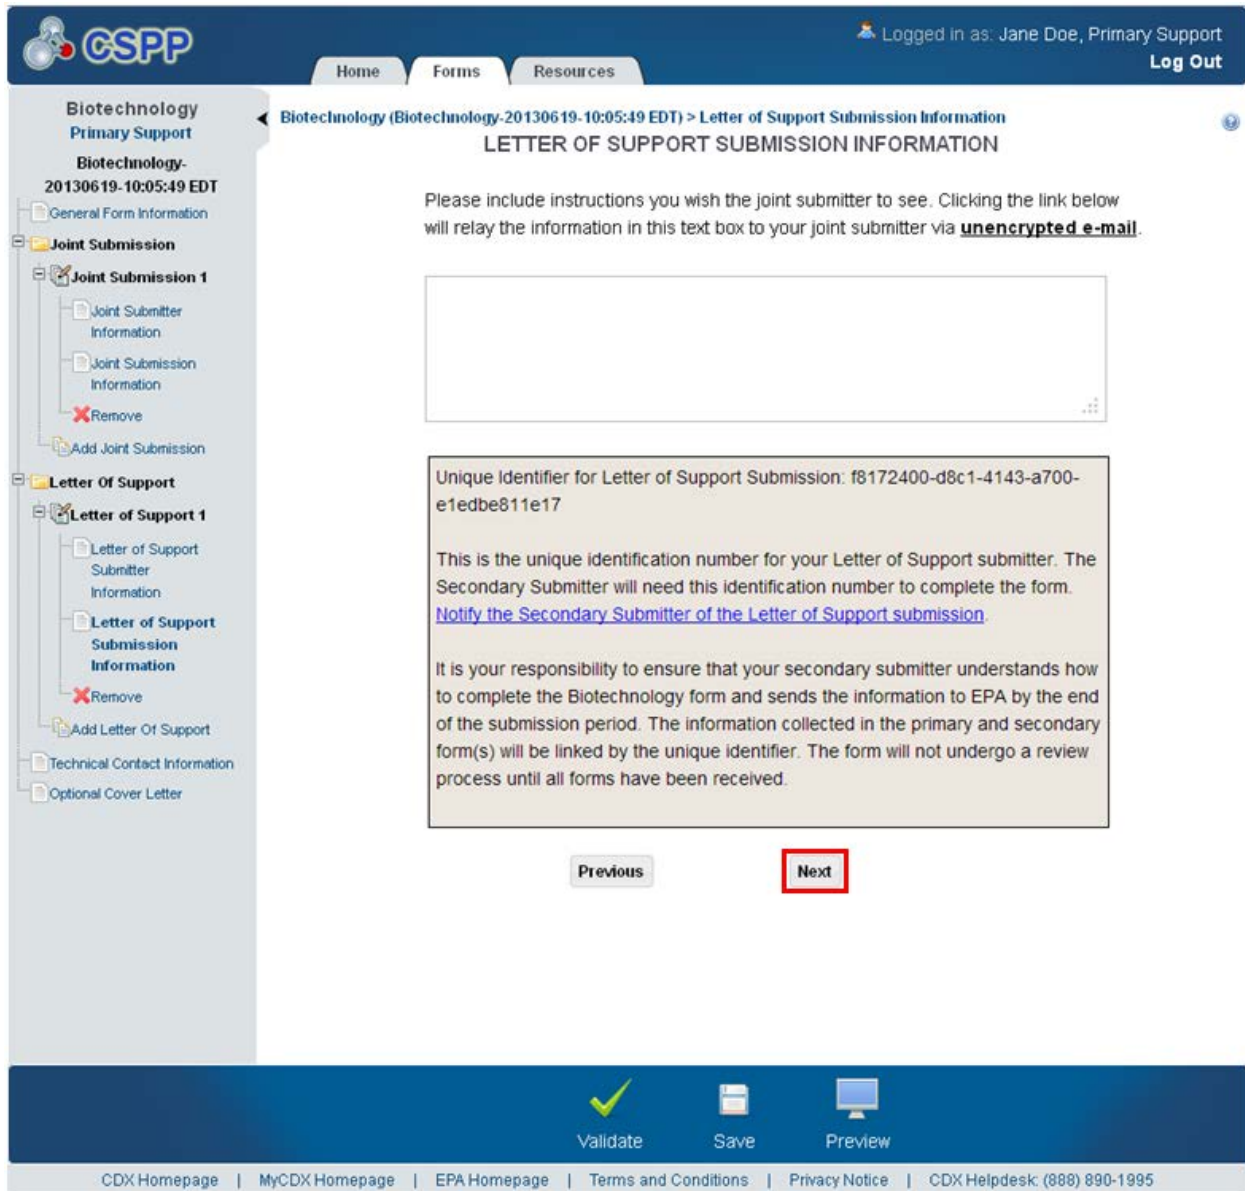 CSPP
Logged in as: Jane Doe, Primary Support
Log Out
Home
Forms
Resources
Biotechnology
Primary Support
Biotechnology-
20130619-10:05:49 EDT
General Form Information
Joint Submission
Joint Submission 1
Joint Submitter
Information
Joint Submission
Information
Remove
Add Joint Submission
Letter Of Support
Letter of Support 1
Letter of Support
Submitter
Information
Letter of Support
Submission
Information
Remove
Add Letter Of Support
Technical Contact Information
Optional Cover Letter
Biotechnology (Biotechnology-20130619-10:05:49 EDT) > Letter of Support Submission Information
LETTER OF SUPPORT SUBMISSION INFORMATION
Please include instructions you wish the joint submitter to see. Clicking the link below
will relay the information in this text box to your joint submitter via unencrypted e-mail.
Unique Identifier for Letter of Support Submission: f8172400-d8c1-4143-a700-
e1edbe811e17
This is the unique identification number for your Letter of Support submitter. The
Secondary Submitter will need this identification number to complete the form.
Notify the Secondary Submitter of the Letter of Support submission.
It is your responsibility to ensure that your secondary submitter understands how
to complete the Biotechnology form and sends the information to EPA by the end
of the submission period. The information collected in the primary and secondary
form(s) will be linked by the unique identifier. The form will not undergo a review
process until all forms have been received.
Previous
Next
Validate
Save
Preview
CDX Homepage | MyCDX Homepage | EPA Homepage | Terms and Conditions | Privacy Notice | CDX Helpdesk: (888) 890-1995